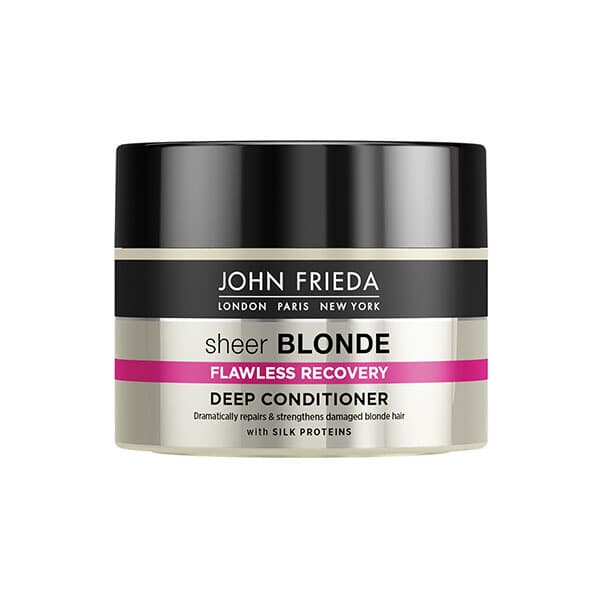 JOHN FRIEDA
LONDON PARIS NEW YORK
sheer BLONDE
FLAWLESS RECOVERY
DEEP CONDITIONER
Dramatically repairs & strengthens damaged blonde hair
with SILK PROTEINS